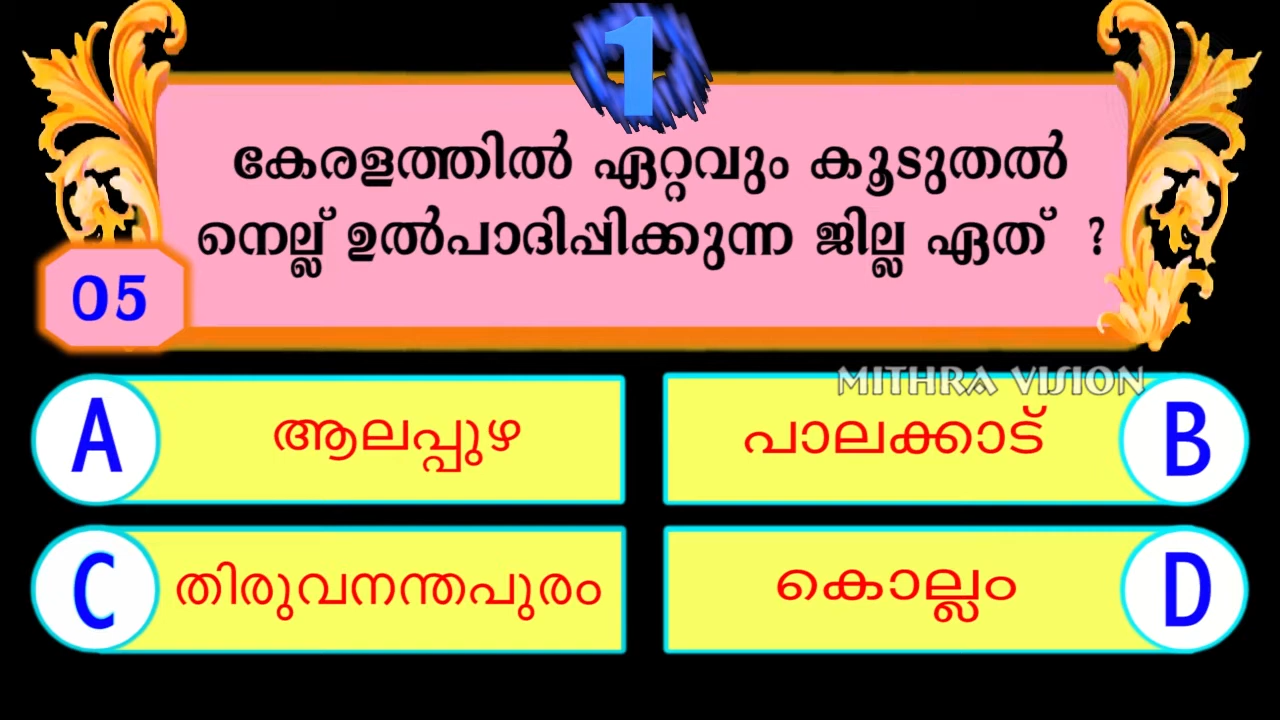 1
കേരളത്തിൽ ഏറ്റവും കൂടുതൽ
നെല്ല് ഉൽപാദിപ്പിക്കുന്ന ജില്ല ഏത് ?
05
MITHRA VISION
A ആലപ്പുഴ
പാലക്കാട് B
C തിരുവനന്തപുരം
കൊല്ലം D